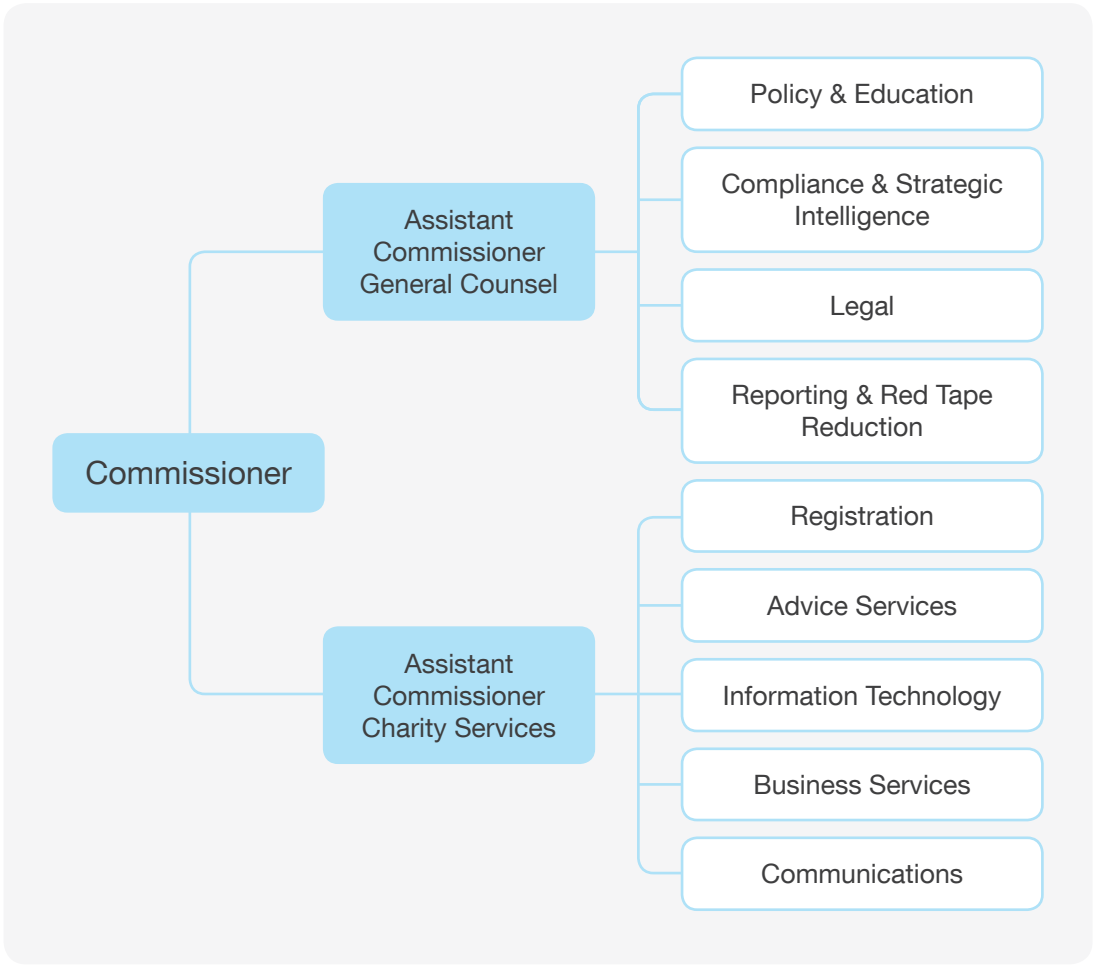 Commissioner
Assistant
Commissioner
General Counsel
Policy & Education
Compliance & Strategic
Intelligence
Legal
Reporting & Red Tape
Reduction
Assistant
Commissioner
Charity Services
Registration
Advice Services
Information Technology
Business Services
Communications